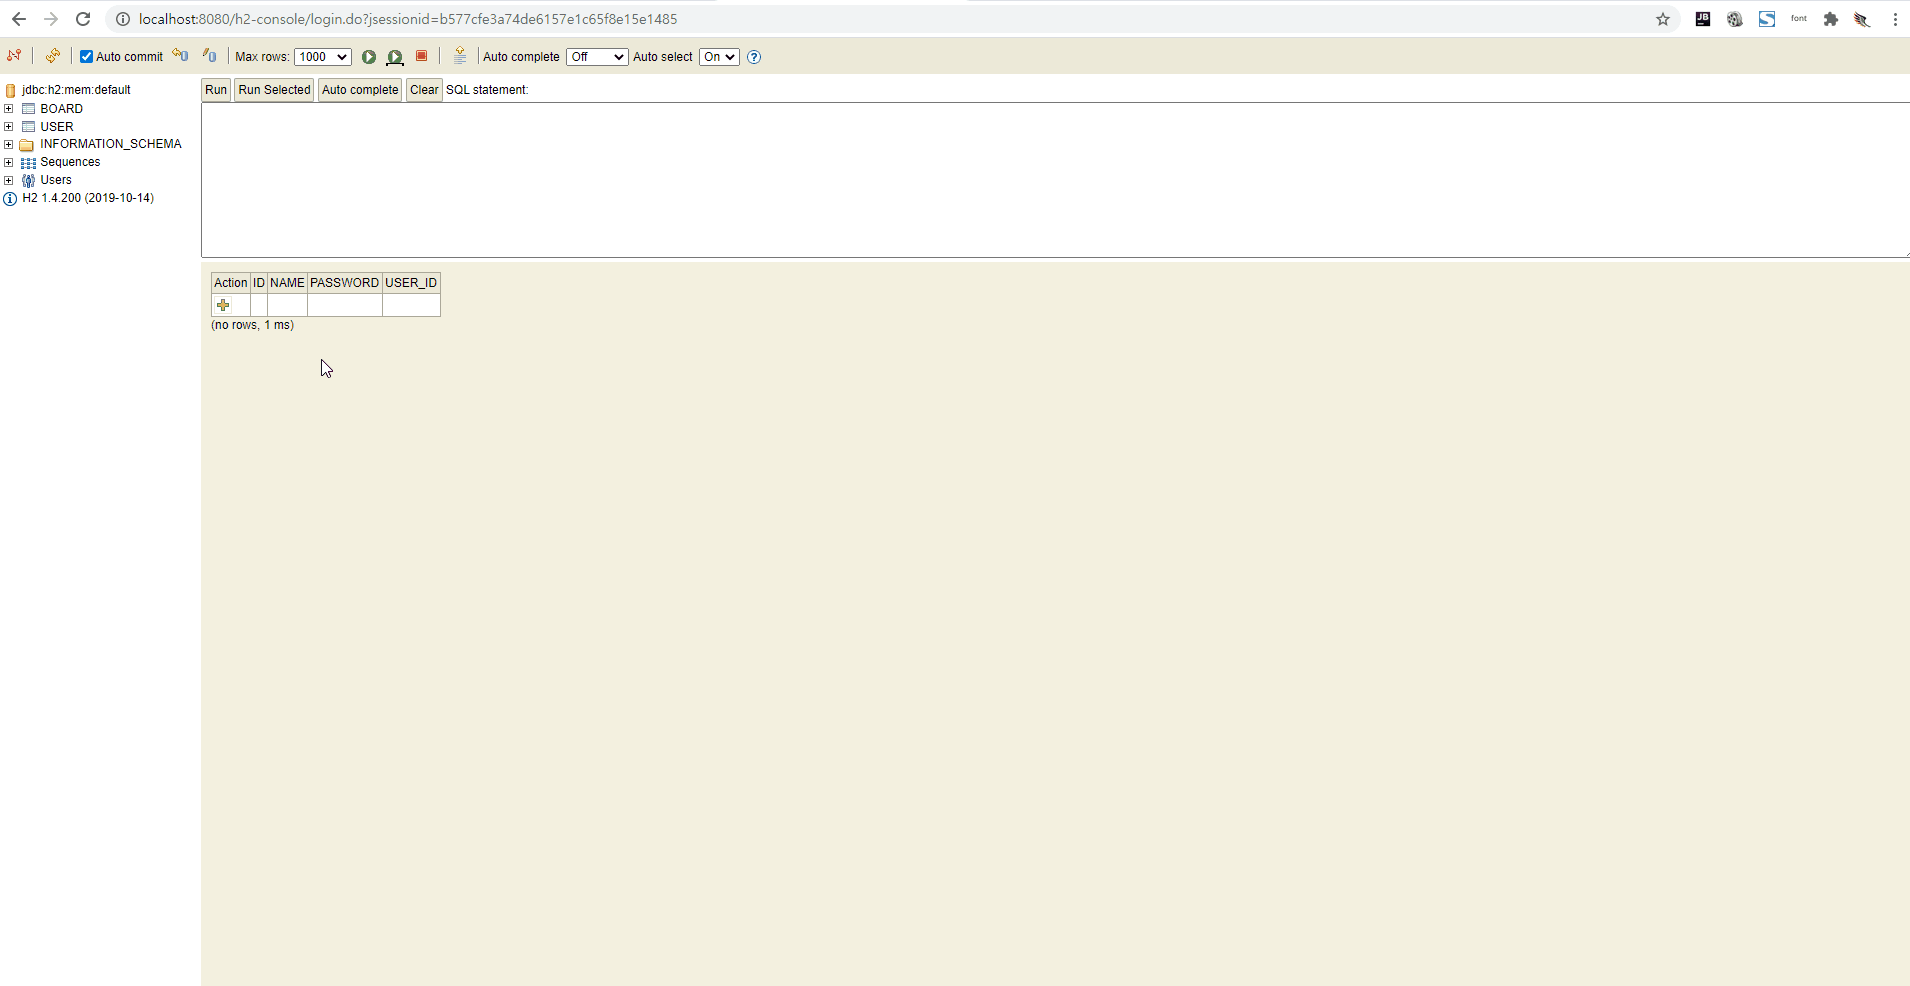 localhost:8080/h2-console/login.do?jsessionid=b577cfe3a74de6157e1c65f8e15e1485
JB
S
font
Auto commit Max rows: 1000 Auto complete Off Auto select On ?
jdbc:h2:mem:default
BOARD
USER
INFORMATION_SCHEMA
Sequences
Users
H2 1.4.200 (2019-10-14)
Run Run Selected Auto complete Clear SQL statement:
Action ID NAME PASSWORD USER_ID
(no rows, 1 ms)